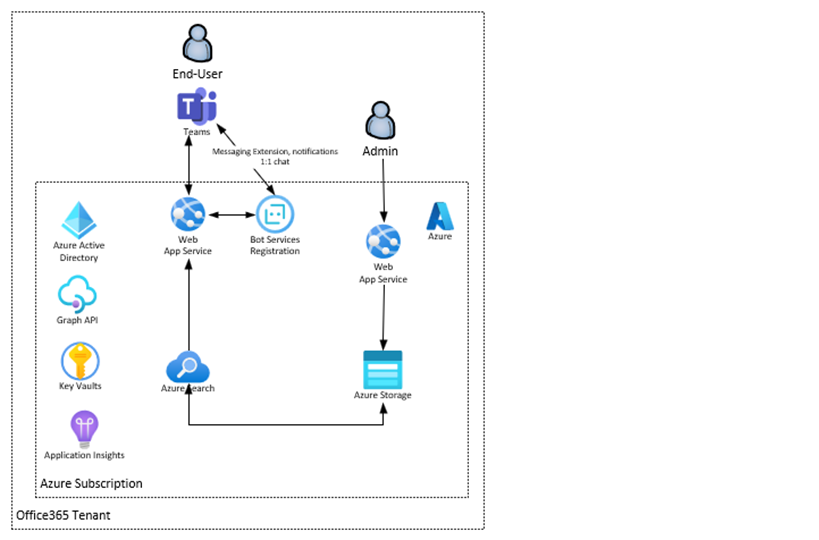 End-User
Teams
Messaging Extension, notifications
1:1 chat
Admin
Azure Active
Directory
Web
App Service
Bot Services
Registration
Azure
Web
App Service
Graph API
Key Vaults
Azure Search
Azure Storage
Application Insights
Azure Subscription
Office365 Tenant